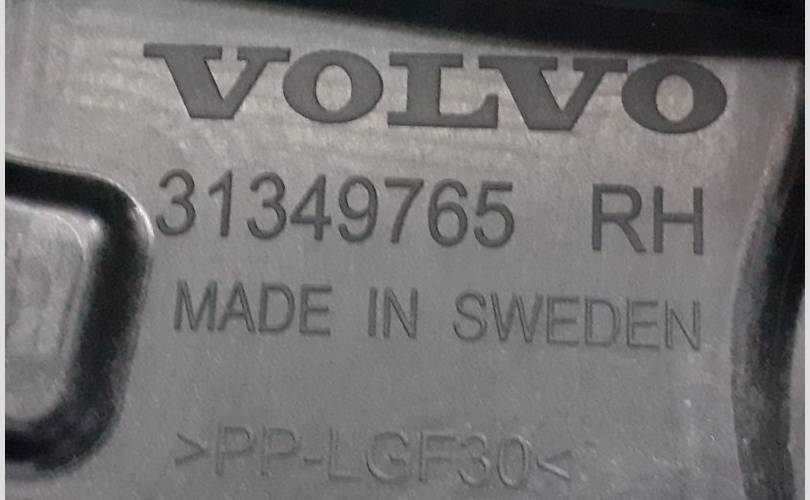 VOLVO
31349765 RH
MADE IN SWEDEN
>PP-LGF30<